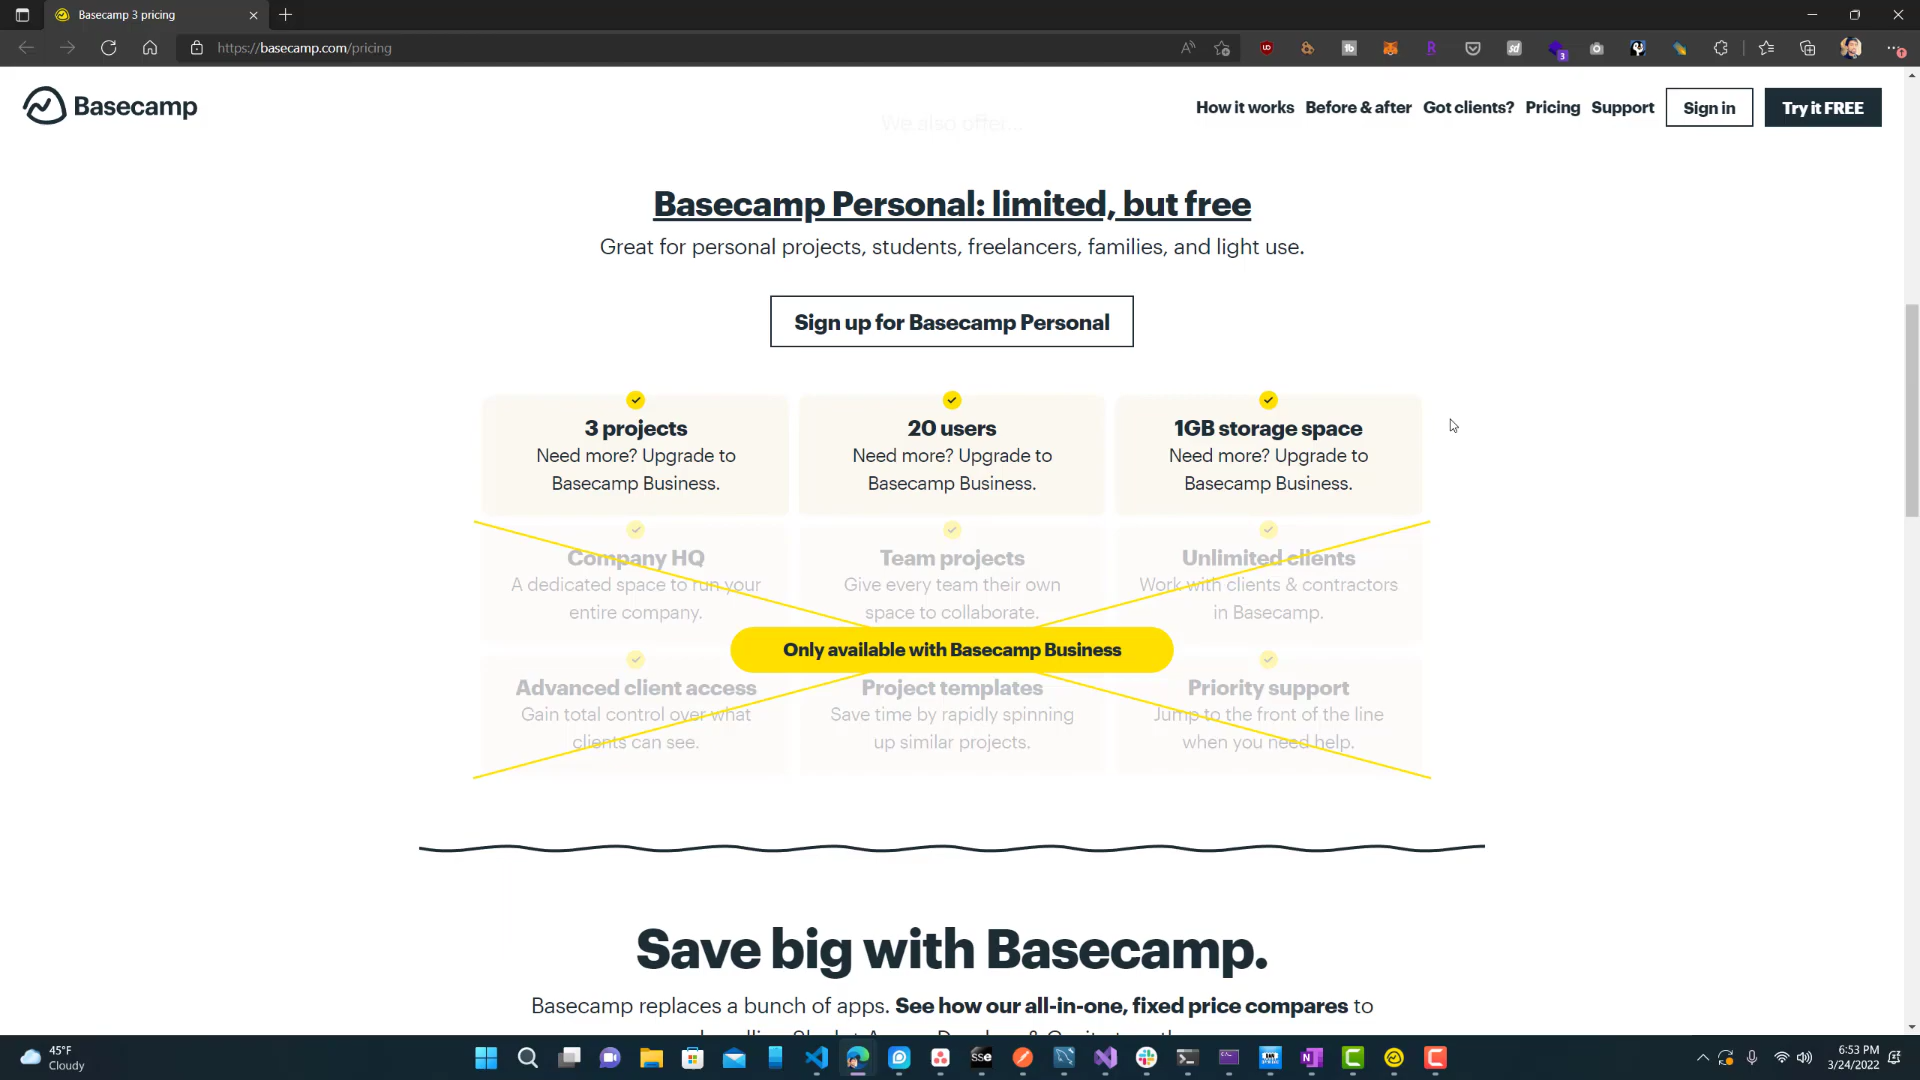 Basecamp 3 pricing
https://basecamp.com/pricing
3
Basecamp
We also offer...
How it works Before & after Got clients? Pricing Support Sign in Try it FREE
Basecamp Personal: limited, but free
Great for personal projects, students, freelancers, families, and light use.
Sign up for Basecamp Personal
3 projects
Need more? Upgrade to
Basecamp Business.
20 users
Need more? Upgrade to
Basecamp Business.
1GB storage space
Need more? Upgrade to
Basecamp Business.
Company HQ
A dedicated space to run your
entire company.
Team projects
Give every team their own
space to collaborate.
Unlimited clients
Work with clients & contractors
in Basecamp.
Only available with Basecamp Business
Advanced client access
Gain total control over what
clients can see.
Project templates
Save time by rapidly spinning
up similar projects.
Priority support
Jump to the front of the line
when you need help.
Save big with Basecamp.
Basecamp replaces a bunch of apps. See how our all-in-one, fixed price compares to
45°F
Cloudy
SSe
6:53 PM
3/24/2022